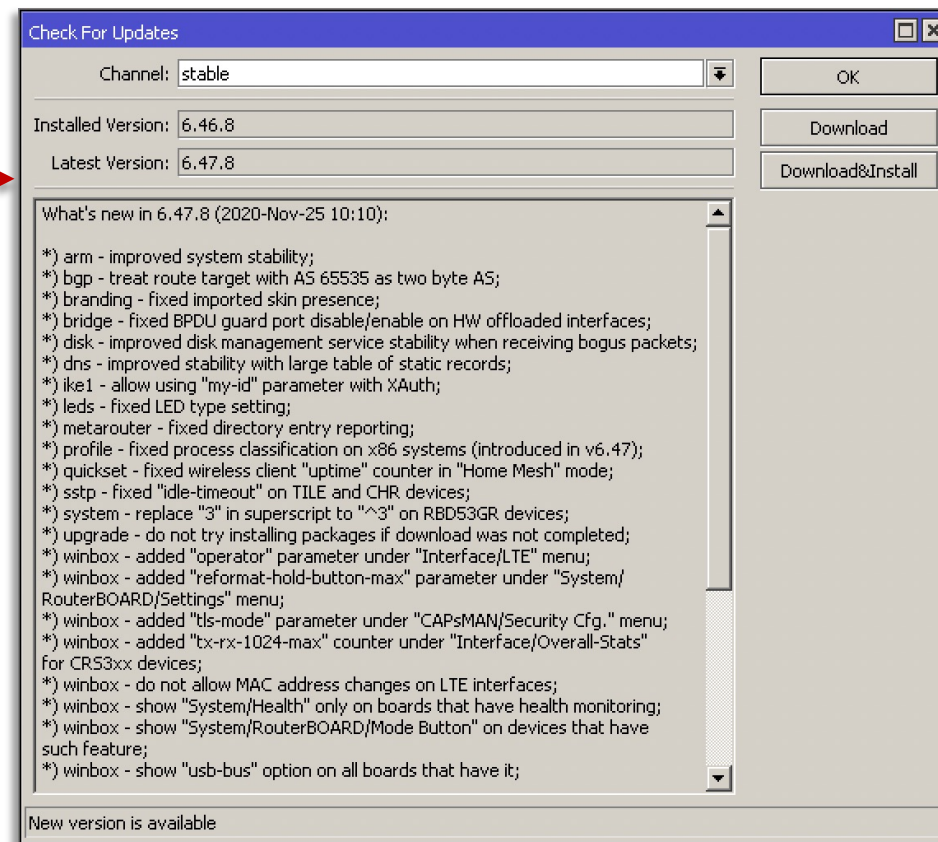 Check For Updates
Channel: stable
OK
Installed Version: 6.46.8
Download
Latest Version: 6.47.8
Download&Install
What's new in 6.47.8 (2020-Nov-25 10:10):
*) arm - improved system stability;
*) bgp - treat route target with AS 65535 as two byte AS;
*) branding - fixed imported skin presence;
*) bridge - fixed BPDU guard port disable/enable on HW offloaded interfaces;
*) disk - improved disk management service stability when receiving bogus packets;
*) dns - improved stability with large table of static records;
*) ike1 - allow using "my-id" parameter with XAuth;
*) leds - fixed LED type setting;
*) metarouter - fixed directory entry reporting;
*) profile - fixed process classification on x86 systems (introduced in v6.47);
*) quickset - fixed wireless client "uptime" counter in "Home Mesh" mode;
*) sstp - fixed "idle-timeout" on TILE and CHR devices;
*) system - replace "3" in superscript to "^3" on RBD53GR devices;
*) upgrade - do not try installing packages if download was not completed;
*) winbox - added "operator" parameter under "Interface/LTE" menu;
*) winbox - added "reformat-hold-button-max" parameter under "System/
RouterBOARD/Settings" menu;
*) winbox - added "tls-mode" parameter under "CAPsMAN/Security Cfg." menu;
*) winbox - added "tx-rx-1024-max" counter under "Interface/Overall-Stats"
for CRS3xx devices;
*) winbox - do not allow MAC address changes on LTE interfaces;
*) winbox - show "System/Health" only on boards that have health monitoring;
*) winbox - show "System/RouterBOARD/Mode Button" on devices that have
such feature;
*) winbox - show "usb-bus" option on all boards that have it;
New version is available